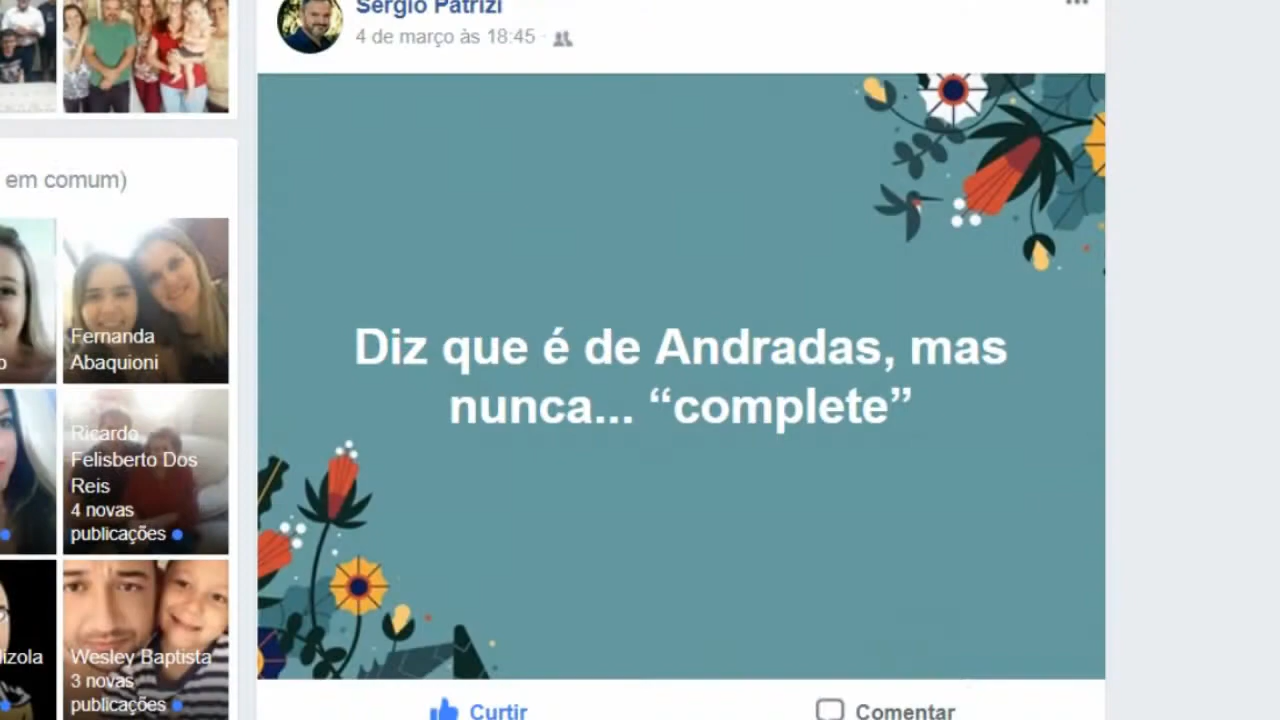 Sergio Patrizi
4 de março às 18:45
em comum)
Fernanda
Abaquioni
Ricardo
Felisberto Dos
Reis
4 novas
publicações
Wesley Baptista
3 novas
publicações
Diz que é de Andradas, mas
nunca... “complete”
Curtir
Comentar